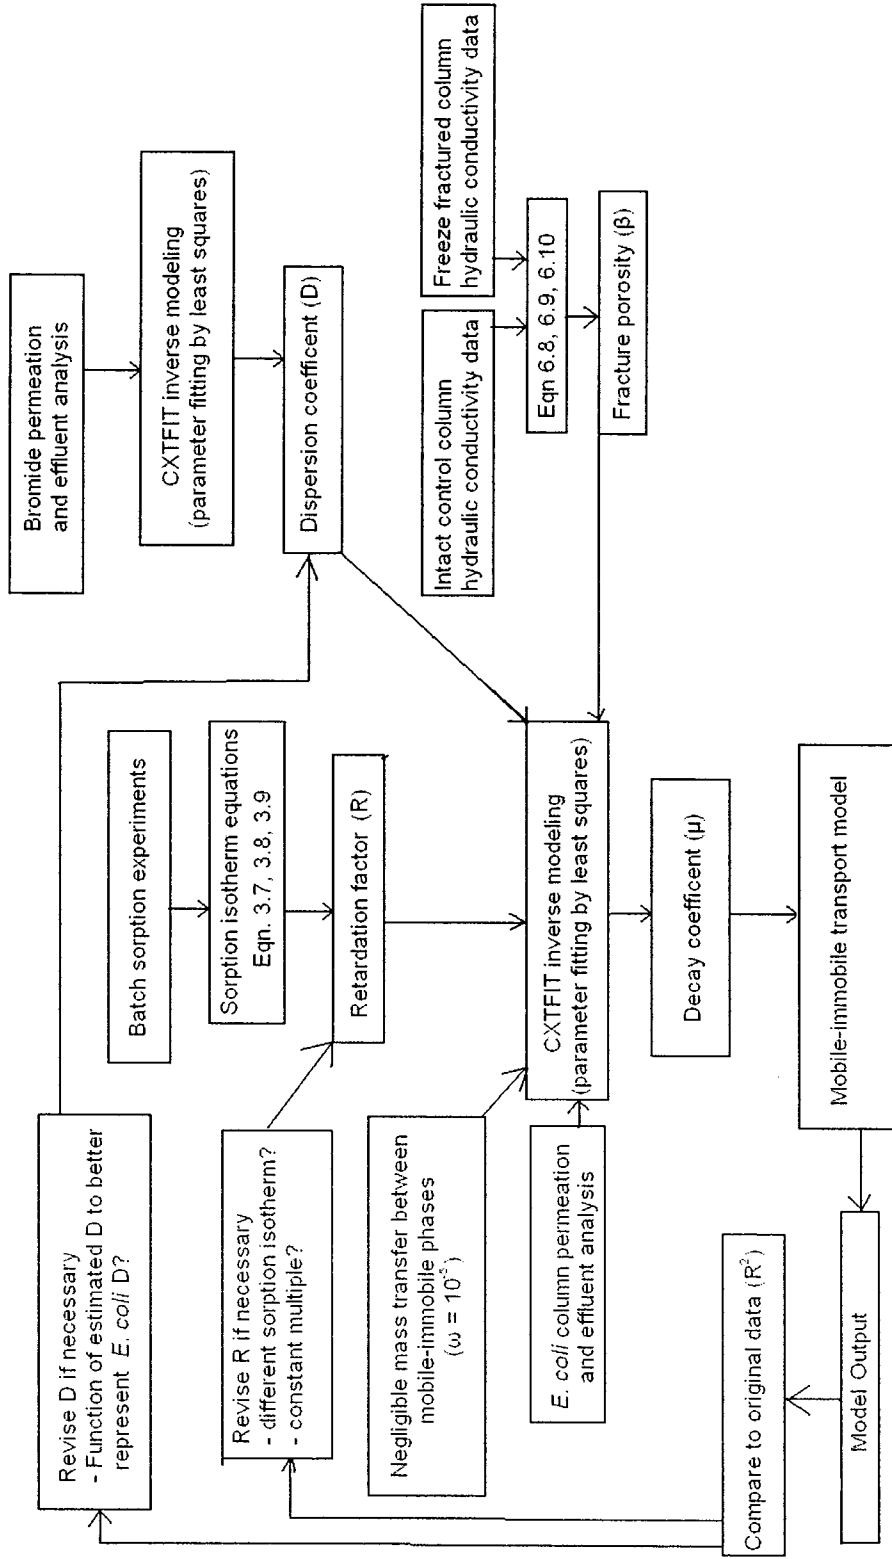 Bromide permeation
and effluent analysis
CXTFIT inverse modeling
(parameter fitting by least squares)
Dispersion coefficent (D)
Revise D if necessary
- Function of estimated D to better
represent E. coli D?
Batch sorption experiments
Sorption isotherm equations
Eqn. 3.7, 3.8, 3.9
Retardation factor (R)
Revise R if necessary
- different sorption isotherm?
- constant multiple?
Negligible mass transfer between
mobile-immobile phases
(ω = 10⁻⁵)
E. coli column permeation
and effluent analysis
CXTFIT inverse modeling
(parameter fitting by least squares)
Intact control column
hydraulic conductivity data
Freeze fractured column
hydraulic conductivity data
Eqn 6.8, 6.9, 6.10
Fracture porosity (β)
Decay coefficent (μ)
Mobile-immobile transport model
Model Output
Compare to original data (R²)